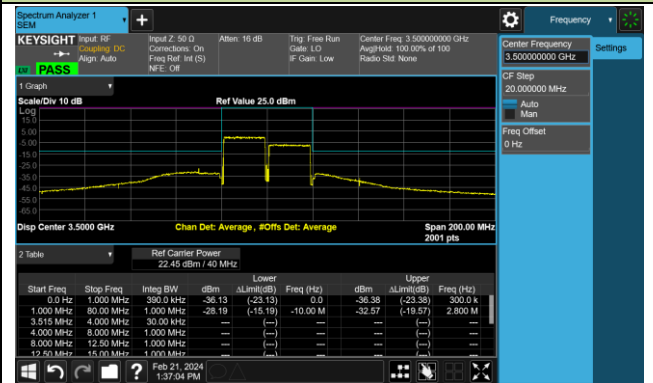 Spectrum Analyzer 1
SEM
Frequency
KEYSIGHT
Input: RF
Coupling: DC
Align: Auto
Input Z: 50 Ω
Corrections: On
Freq Ref: Int (S)
NFE: Off
Atten: 16 dB
Trig: Free Run
Gate: LO
IF Gain: Low
Center Freq: 3.500000000 GHz
Avg|Hold: 100.00% of 100
Radio Std: None
PASS
Center Frequency
3.500000000 GHz
Settings
CF Step
20.000000 MHz
Auto
Man
Freq Offset
0 Hz
1 Graph
Scale/Div 10 dB
Ref Value 25.0 dBm
Log
15.0
5.00
-5.00
-15.0
-25.0
-35.0
-45.0
-55.0
-65.0
Disp Center 3.5000 GHz
Chan Det: Average, #Offs Det: Average
Span 200.00 MHz
2001 pts
2 Table
Ref Carrier Power
22.45 dBm / 40 MHz
Lower Upper
Start Freq Stop Freq Integ BW dBm ΔLimit(dB) Freq (Hz) dBm ΔLimit(dB) Freq (Hz)
0.0 Hz 1.000 MHz 390.0 kHz -36.13 (-23.13) 0.0 -36.38 (-23.38) 300.0 k
1.000 MHz 80.00 MHz 1.000 MHz -28.19 (-15.19) -10.00 M -32.57 (-19.57) 2.800 M
3.515 MHz 4.000 MHz 30.00 kHz --- (---) --- --- (---) ---
4.000 MHz 8.000 MHz 1.000 MHz --- (---) --- --- (---) ---
8.000 MHz 12.50 MHz 1.000 MHz --- (---) --- --- (---) ---
12.50 MHz 15.00 MHz 1.000 MHz --- (---) --- --- (---) ---
Feb 21, 2024
1:37:04 PM